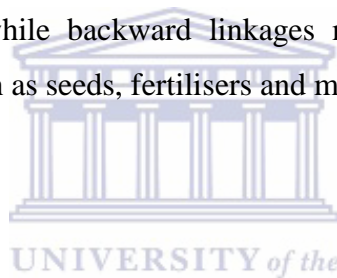 while backward linkages
as seeds, fertilisers and
UNIVERSITY of the